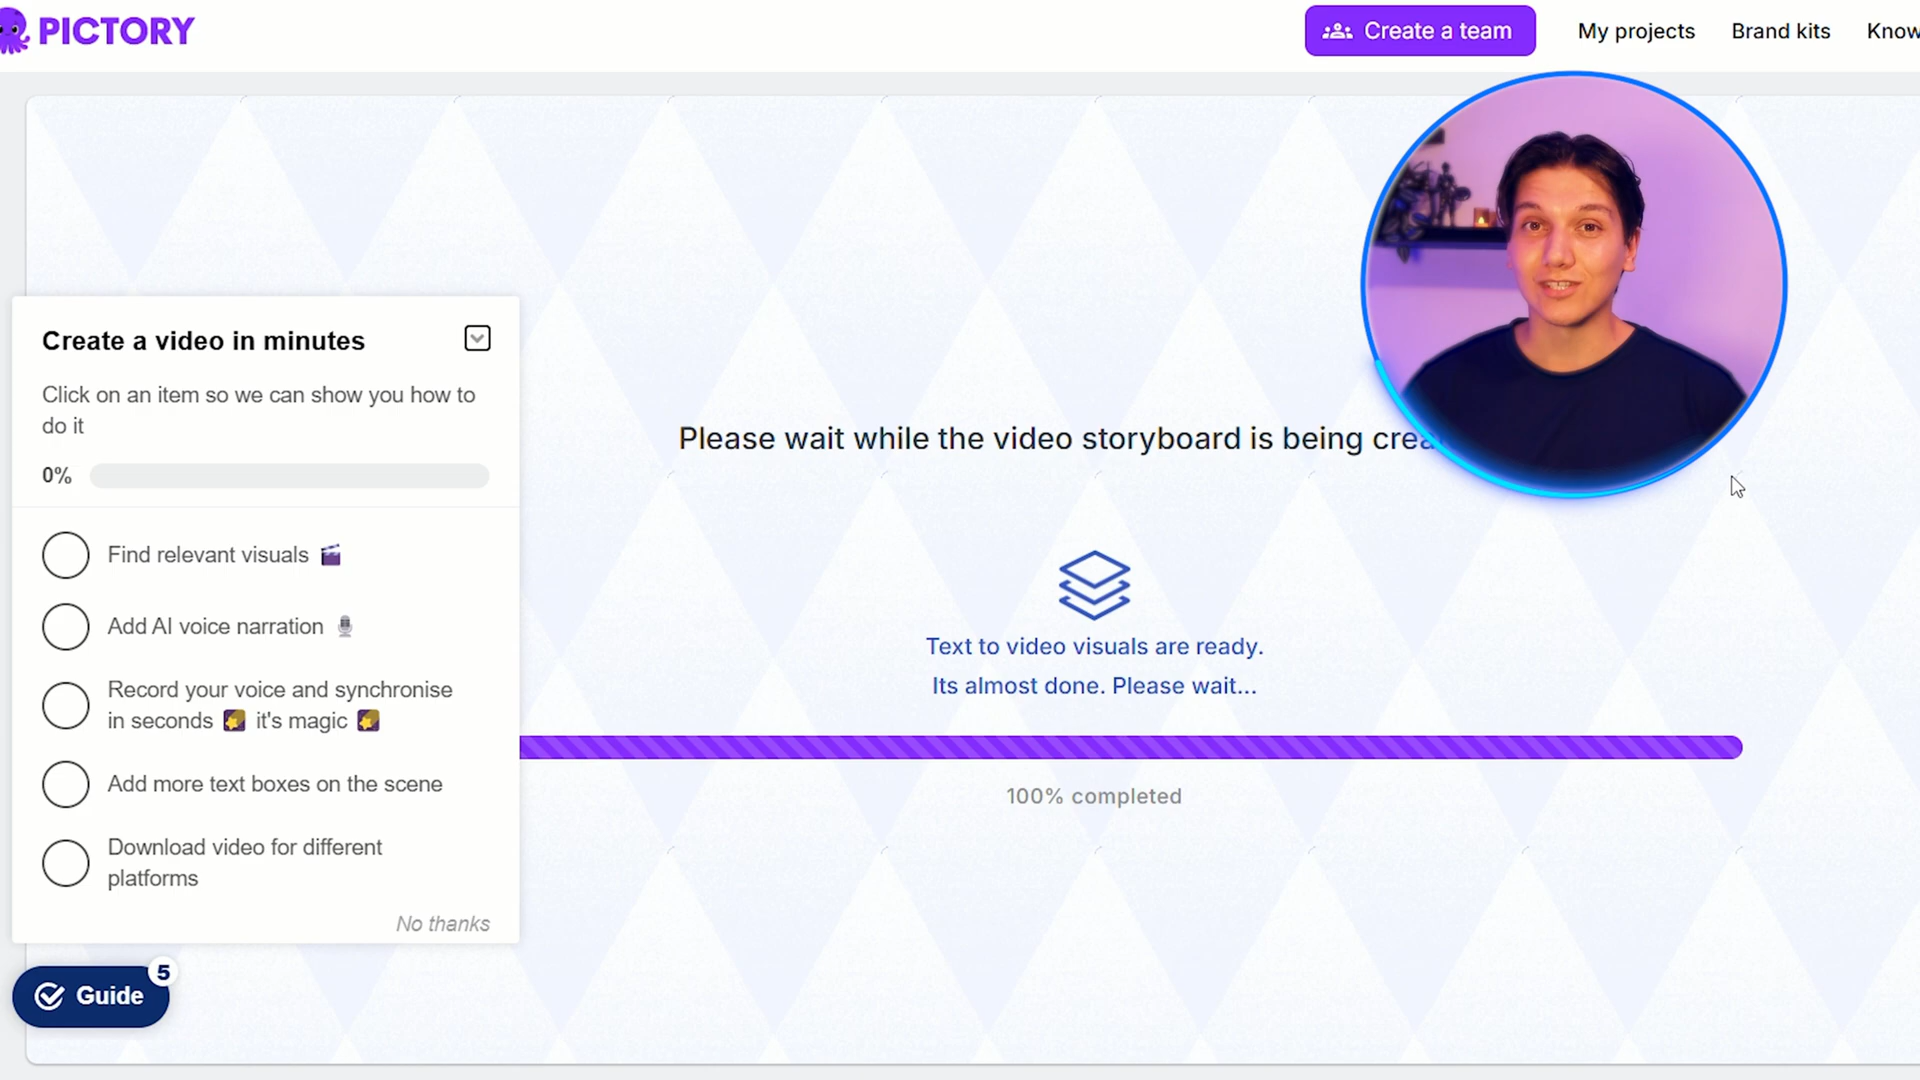 PICTORY
Create a team
My projects
Brand kits
Know
Create a video in minutes
Click on an item so we can show you how to
do it
0%
Find relevant visuals
Add AI voice narration
Record your voice and synchronise
in seconds it's magic
Add more text boxes on the scene
Download video for different
platforms
No thanks
Guide
5
Please wait while the video storyboard is being crea
Text to video visuals are ready.
Its almost done. Please wait...
100% completed